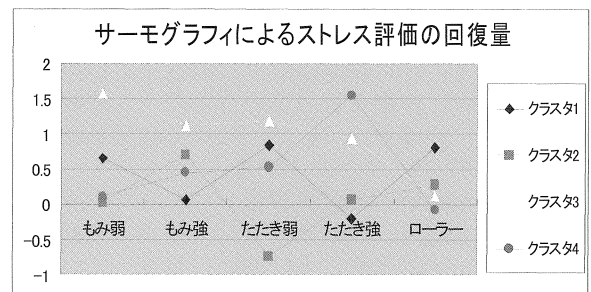 サーモグラフィによるストレス評価の回復量
2
1.5
1
0.5
0
-0.5
-1
もみ弱 もみ強 たたき弱 たたき強 ローラー
クラスタ1
クラスタ2
クラスタ3
クラスタ4